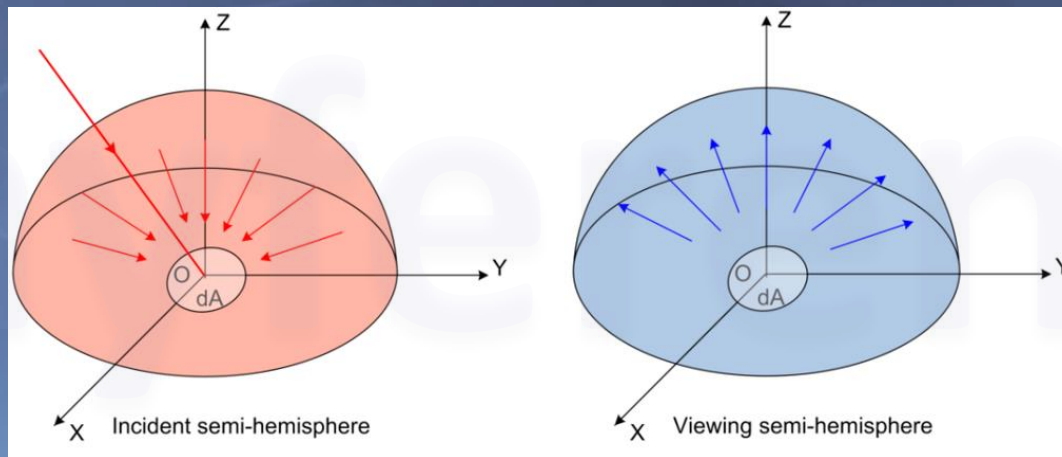 Z
O
Y
dA
X
Incident semi-hemisphere
Z
O
Y
dA
X
Viewing semi-hemisphere